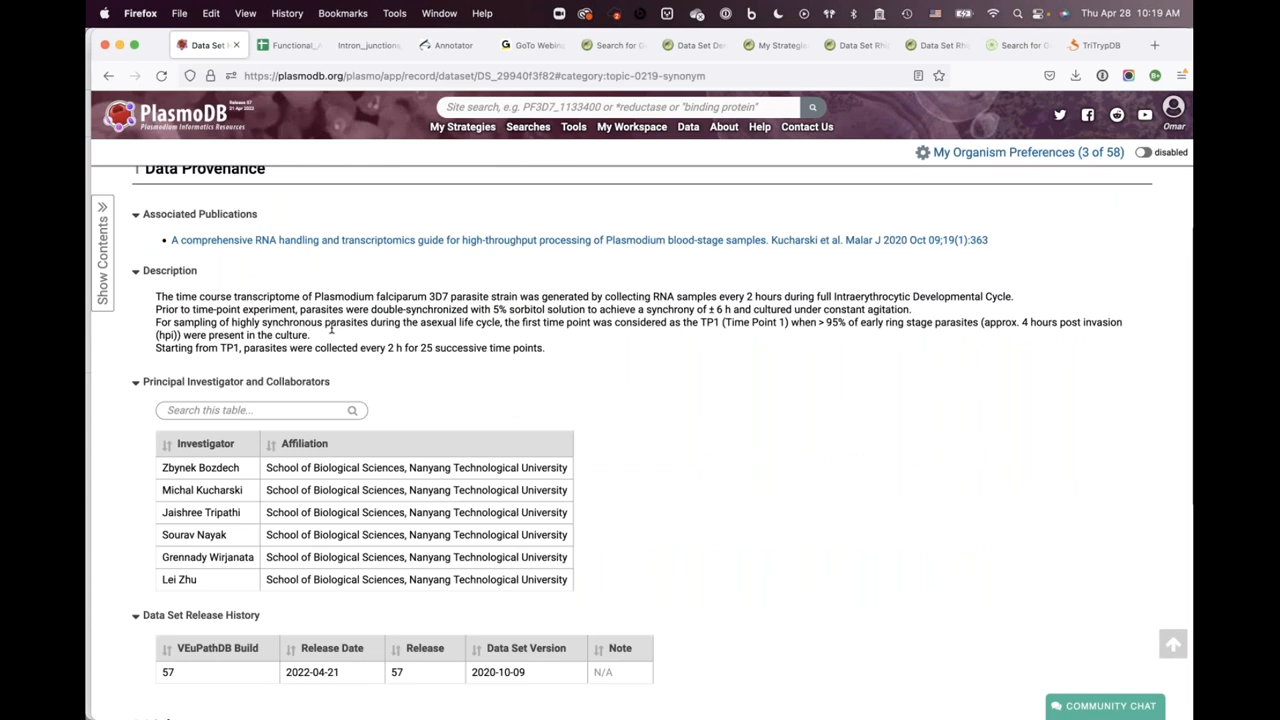 Firefox File Edit View History Bookmarks Tools Window Help Thu Apr 28 10:19 AM
Data Set Functional_ Intron_junctions, Annotator GoTo Webin Search for G Data Set De My Strategie Data Set Rhi Data Set Rhi Search for G TriTrypDB
https://plasmodb.org/plasmo/app/record/dataset/DS_29940f3f82#category:topic-0219-synonym
PlasmoDB
Plasmodium Informatics Resources
Release 57
21 Apr 2022
Site search, e.g. PF3D7_1133400 or *reductase or "binding protein"
My Strategies Searches Tools My Workspace Data About Help Contact Us
Omar
My Organism Preferences (3 of 58) disabled
Show Contents
1 Data Provenance
Associated Publications
• A comprehensive RNA handling and transcriptomics guide for high-throughput processing of Plasmodium blood-stage samples. Kucharski et al. Malar J 2020 Oct 09;19(1):363
Description
The time course transcriptome of Plasmodium falciparum 3D7 parasite strain was generated by collecting RNA samples every 2 hours during full Intraerythrocytic Developmental Cycle.
Prior to time-point experiment, parasites were double-synchronized with 5% sorbitol solution to achieve a synchrony of ± 6 h and cultured under constant agitation.
For sampling of highly synchronous parasites during the asexual life cycle, the first time point was considered as the TP1 (Time Point 1) when > 95% of early ring stage parasites (approx. 4 hours post invasion
(hpi)) were present in the culture.
Starting from TP1, parasites were collected every 2 h for 25 successive time points.
Principal Investigator and Collaborators
Search this table...
Investigator Affiliation
Zbynek Bozdech School of Biological Sciences, Nanyang Technological University
Michal Kucharski School of Biological Sciences, Nanyang Technological University
Jaishree Tripathi School of Biological Sciences, Nanyang Technological University
Sourav Nayak School of Biological Sciences, Nanyang Technological University
Grennady Wirjanata School of Biological Sciences, Nanyang Technological University
Lei Zhu School of Biological Sciences, Nanyang Technological University
Data Set Release History
VEuPathDB Build Release Date Release Data Set Version Note
57 2022-04-21 57 2020-10-09 N/A
COMMUNITY CHAT